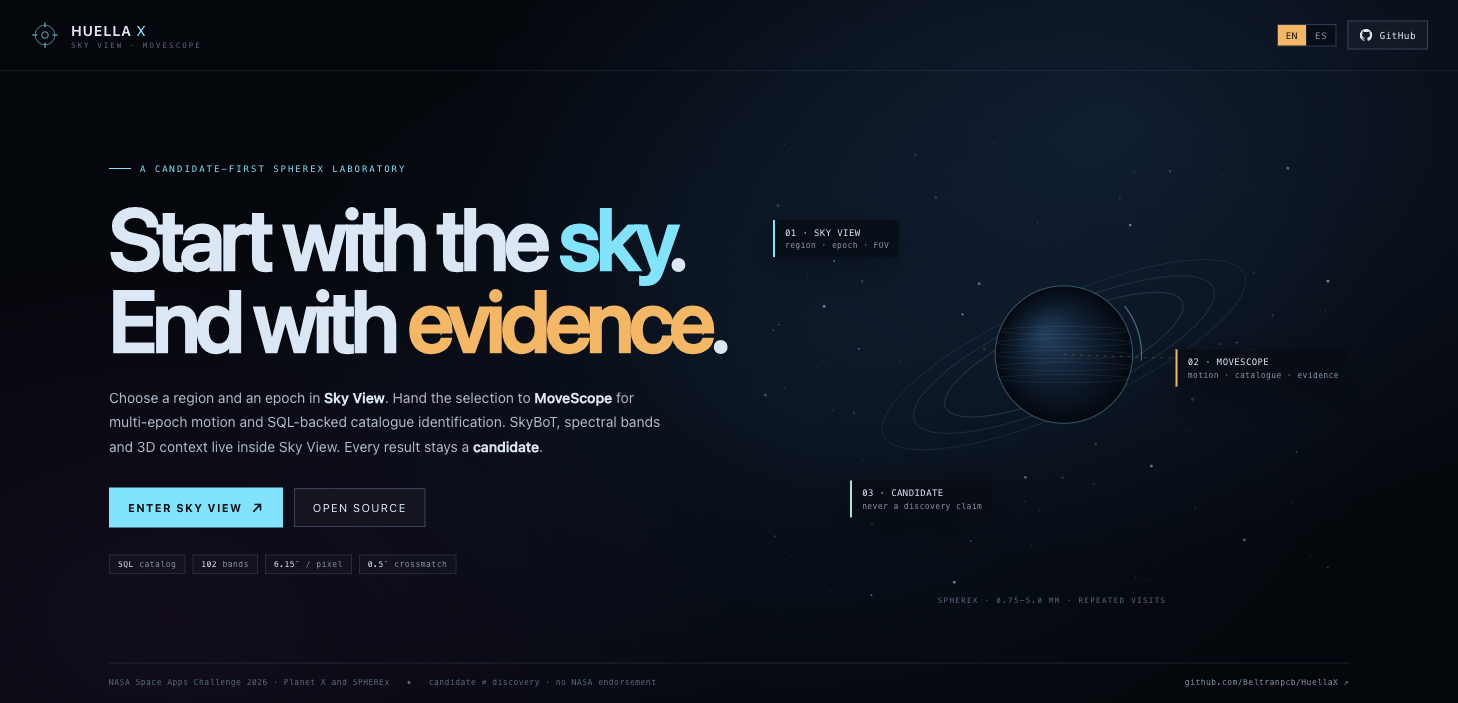 HUELLA X
SKY VIEW · MOVESCOPE
EN ES
GitHub
A CANDIDATE-FIRST SPHEREX LABORATORY
Start with the sky.
End with evidence.
Choose a region and an epoch in Sky View. Hand the selection to MoveScope for
multi-epoch motion and SQL-backed catalogue identification. SkyBoT, spectral bands
and 3D context live inside Sky View. Every result stays a candidate.
ENTER SKY VIEW ↗
OPEN SOURCE
SQL catalog
102 bands
6.15″ / pixel
0.5″ crossmatch
01 · SKY VIEW
region · epoch · FOV
02 · MOVESCOPE
motion · catalogue · evidence
03 · CANDIDATE
never a discovery claim
SPHEREX · 0.75–5.0 MM · REPEATED VISITS
NASA Space Apps Challenge 2026 · Planet X and SPHEREx • candidate ≠ discovery · no NASA endorsement
github.com/Beltranpcb/HuellaX ↗